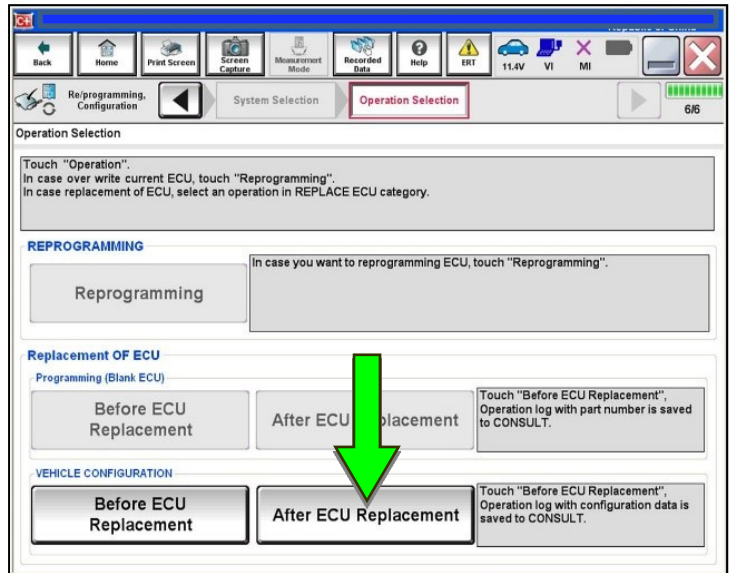 C+
Back
Home
Print Screen
Screen
Capture
Measurement
Mode
Recorded
Data
Help
ERT
11.4V
VI
MI
Re/programming,
Configuration
System Selection
Operation Selection
6/6
Operation Selection
Touch "Operation".
In case over write current ECU, touch "Reprogramming".
In case replacement of ECU, select an operation in REPLACE ECU category.
REPROGRAMMING
Reprogramming
In case you want to reprogramming ECU, touch "Reprogramming".
Replacement OF ECU
Programming (Blank ECU)
Before ECU
Replacement
After ECU
Touch "Before ECU Replacement",
Operation log with part number is saved
to CONSULT.
VEHICLE CONFIGURATION
Before ECU
Replacement
After ECU Replacement
Touch "Before ECU Replacement",
Operation log with configuration data is
saved to CONSULT.